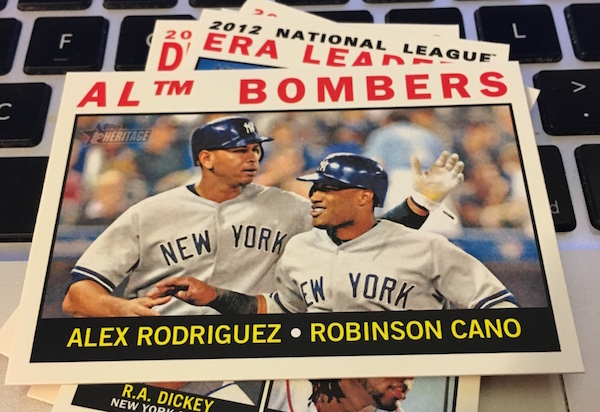 2012 NATIONAL LEAGUE
ERA LEADERS
20
D
AL™ BOMBERS
HERITAGE
NEW YORK
NEW YORK
ALEX RODRIGUEZ • ROBINSON CANO
R.A. DICKEY
NEW YORK
F
G
H
C
L
>
.